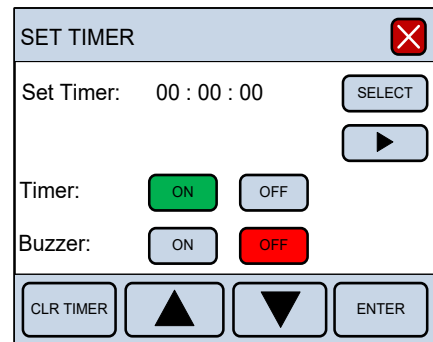 SET TIMER
Set Timer: 00 : 00 : 00 SELECT
Timer: ON OFF
Buzzer: ON OFF
CLR TIMER ENTER